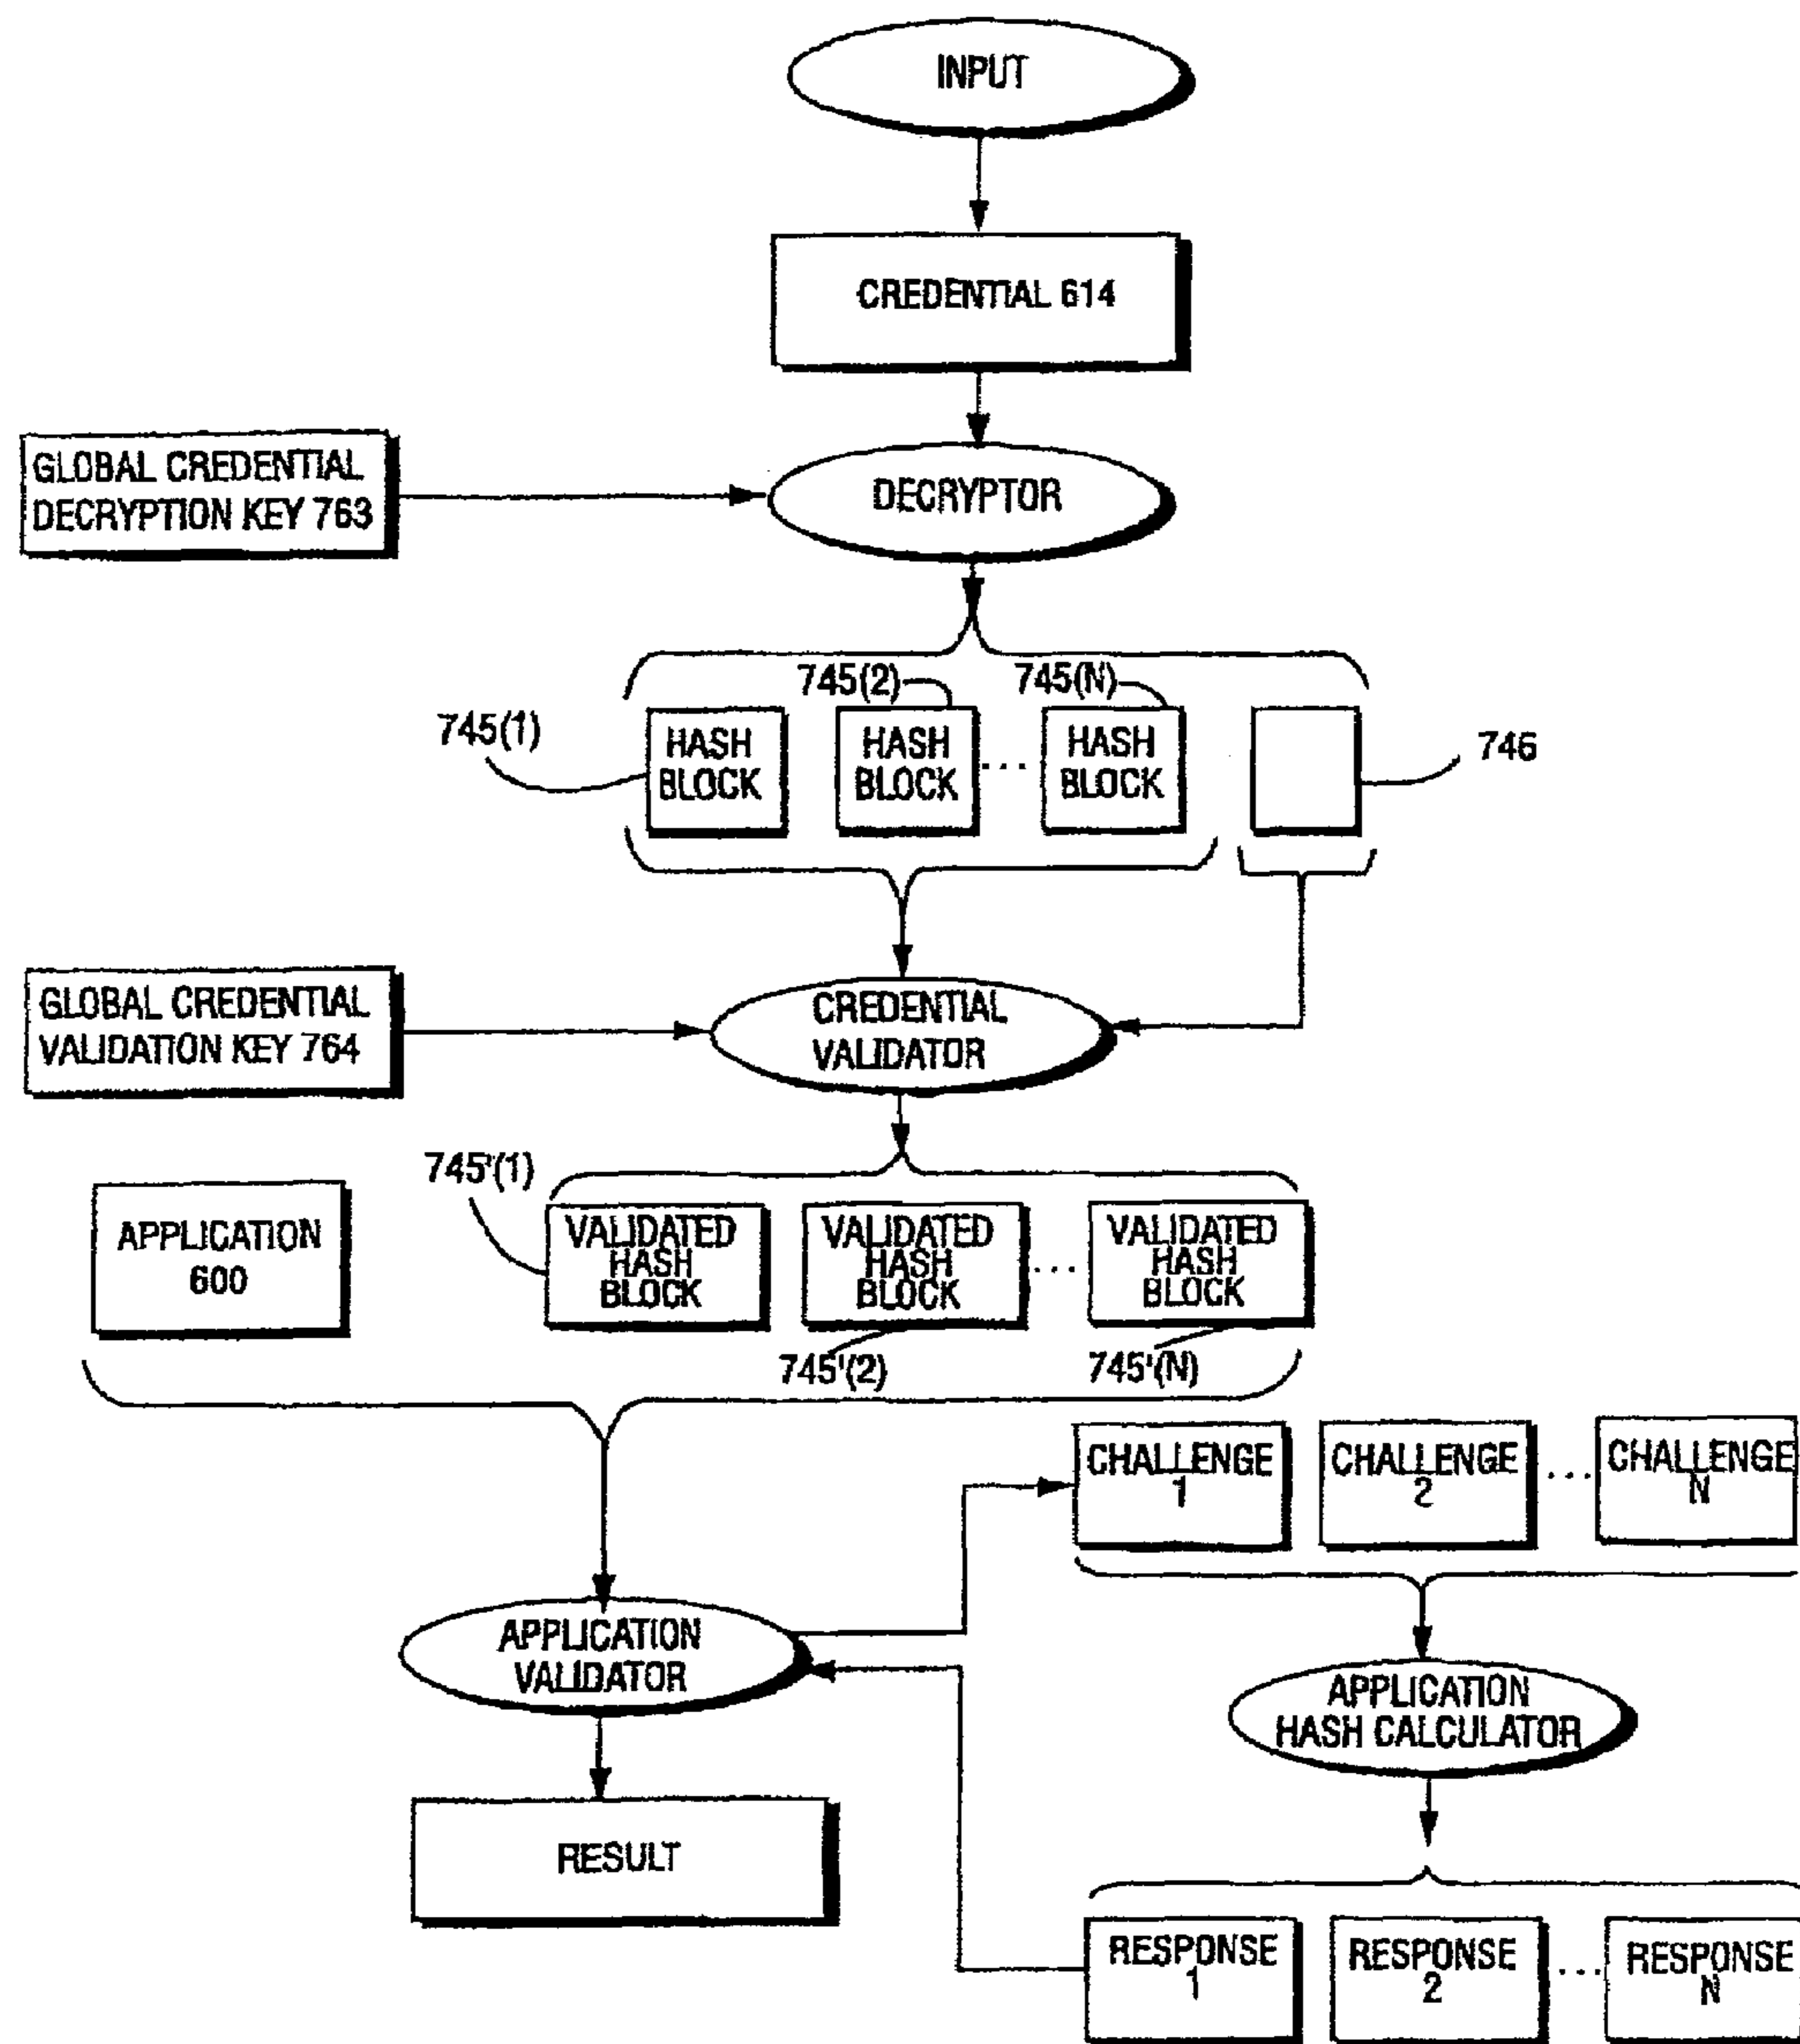 INPUT
CREDENTIAL 614
GLOBAL CREDENTIAL
DECRYPTION KEY 763
DECRYPTOR
745(1)
745(2)
745(N)
HASH
BLOCK
HASH
BLOCK
...
HASH
BLOCK
746
GLOBAL CREDENTIAL
VALIDATION KEY 764
CREDENTIAL
VALIDATOR
APPLICATION
600
745'(1)
VALIDATED
HASH
BLOCK
VALIDATED
HASH
BLOCK
...
VALIDATED
HASH
BLOCK
745'(2)
745'(N)
CHALLENGE
1
CHALLENGE
2
...
CHALLENGE
N
APPLICATION
VALIDATOR
APPLICATION
HASH CALCULATOR
RESULT
RESPONSE
1
RESPONSE
2
...
RESPONSE
N